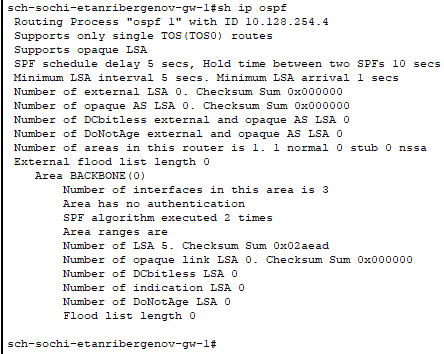 sch-sochi-etanribergenov-gw-1#sh ip ospf
Routing Process "ospf 1" with ID 10.128.254.4
Supports only single TOS(TOS0) routes
Supports opaque LSA
SPF schedule delay 5 secs, Hold time between two SPFs 10 secs
Minimum LSA interval 5 secs. Minimum LSA arrival 1 secs
Number of external LSA 0. Checksum Sum 0x000000
Number of opaque AS LSA 0. Checksum Sum 0x000000
Number of DCbitless external and opaque AS LSA 0
Number of DoNotAge external and opaque AS LSA 0
Number of areas in this router is 1. 1 normal 0 stub 0 nssa
External flood list length 0
Area BACKBONE(0)
Number of interfaces in this area is 3
Area has no authentication
SPF algorithm executed 2 times
Area ranges are
Number of LSA 5. Checksum Sum 0x02aead
Number of opaque link LSA 0. Checksum Sum 0x000000
Number of DCbitless LSA 0
Number of indication LSA 0
Number of DoNotAge LSA 0
Flood list length 0
sch-sochi-etanribergenov-gw-1#